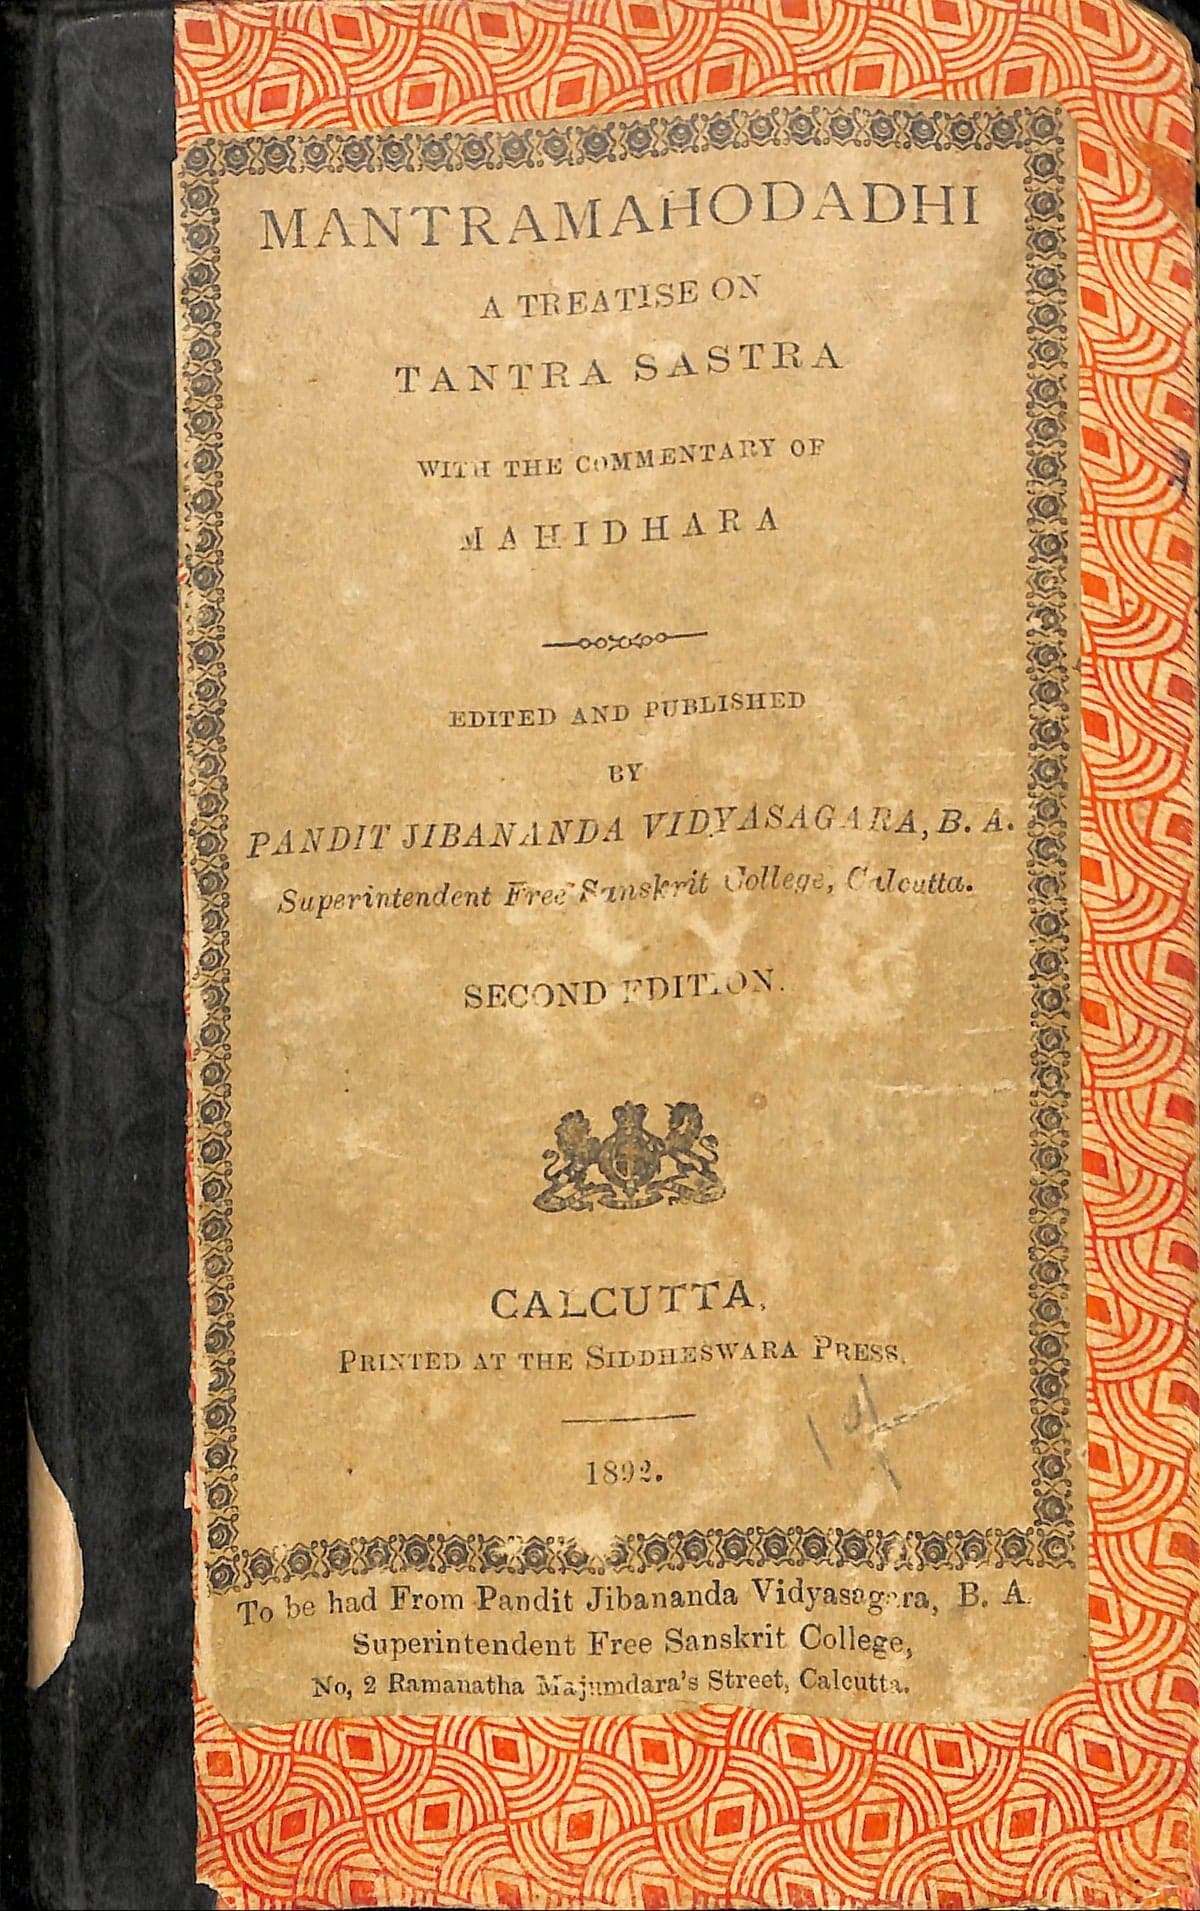 MANTRAMAHODADHI
A TREATISE ON
TANTRA SASTRA
WITH THE COMMENTARY OF
MAHIDHARA
EDITED AND PUBLISHED
BY
PANDIT JIBANANDA VIDYASAGARA, B. A.
Superintendent Free Sanskrit College, Calcutta.
SECOND EDITION.
CALCUTTA,
PRINTED AT THE SIDDHESWARA PRESS.
1892.
To be had From Pandit Jibananda Vidyasagara, B. A.
Superintendent Free Sanskrit College,
No, 2 Ramanatha Majumdara's Street, Calcutta.